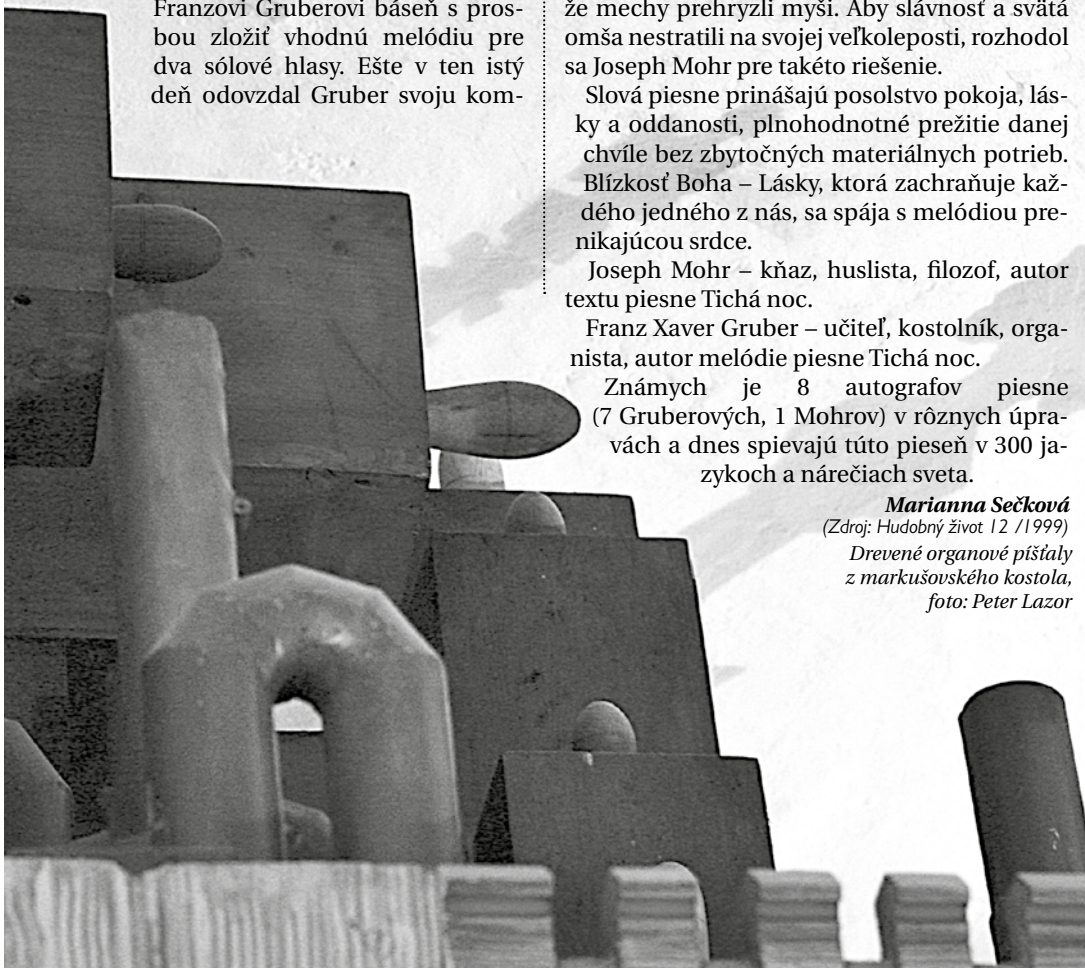 Franzovi Gruberovi báseň s pros-
bou zložiť vhodnú melódiu pre
dva sólové hlasy. Ešte v ten istý
deň odovzdal Gruber svoju kom-
že mechy prehryzli myši. Aby slávnosť a svätá
omša nestratili na svojej veľkoleposti, rozhodol
sa Joseph Mohr pre takéto riešenie.
Slová piesne prinášajú posolstvo pokoja, lás-
ky a oddanosti, plnohodnotné prežitie danej
chvíle bez zbytočných materiálnych potrieb.
Blízkosť Boha – Lásky, ktorá zachraňuje kaž-
dého jedného z nás, sa spája s melódiou pre-
nikajúcou srdce.
Joseph Mohr – kňaz, huslista, filozof, autor
textu piesne Tichá noc.
Franz Xaver Gruber – učiteľ, kostolník, orga-
nista, autor melódie piesne Tichá noc.
Známych je 8 autografov piesne
(7 Gruberových, 1 Mohrov) v rôznych úpra-
vách a dnes spievajú túto pieseň v 300 ja-
zykoch a nárečiach sveta.
Marianna Sečková
(Zdroj: Hudobný život 12 /1999)
Drevené organové píšťaly
z markušovského kostola,
foto: Peter Lazor